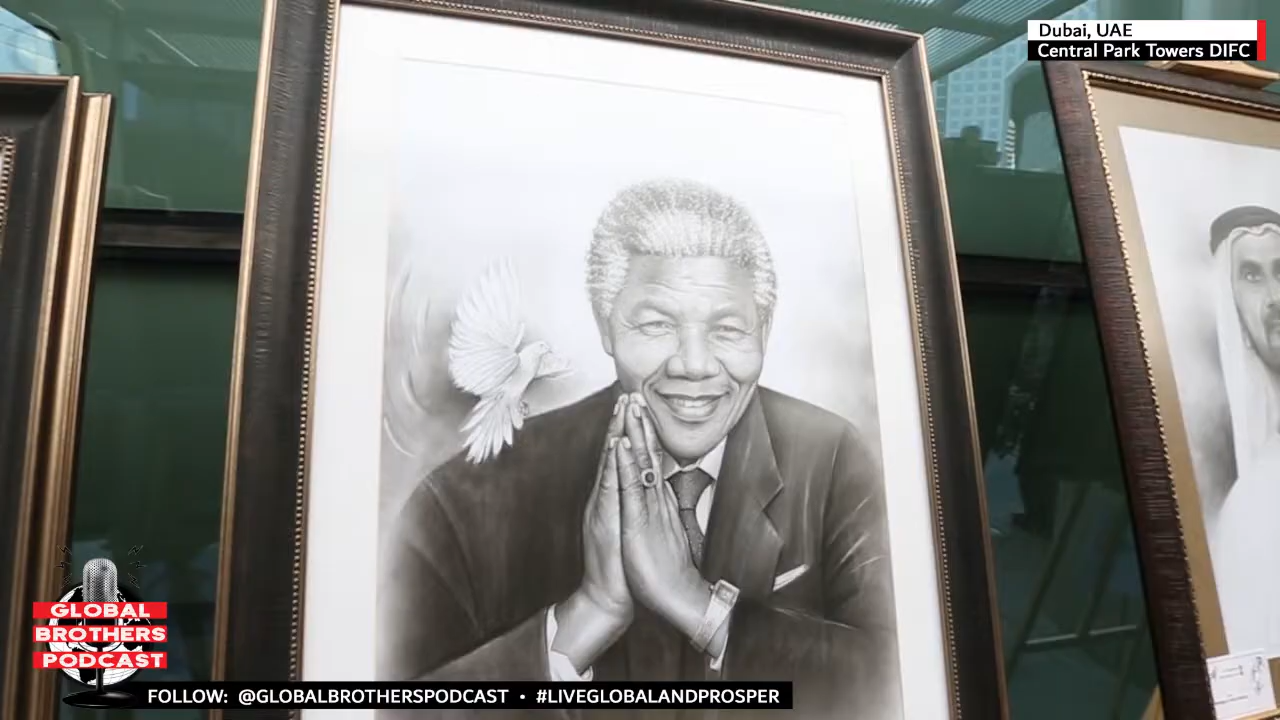 Dubai, UAE
Central Park Towers DIFC
GLOBAL
BROTHERS
PODCAST
FOLLOW: @GLOBALBROTHERSPODCAST • #LIVEGLOBALANDPROSPER